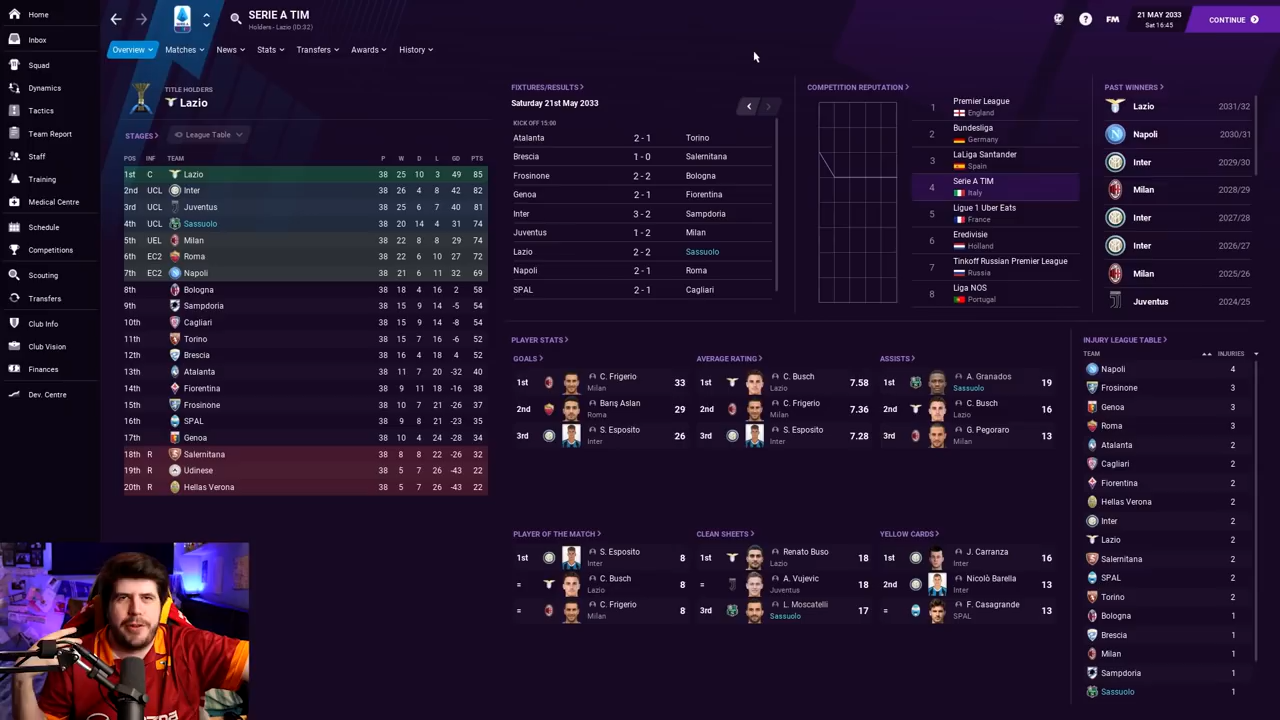 Home
Inbox
Squad
Dynamics
Tactics
Team Report
Staff
Training
Medical Centre
Schedule
Competitions
Scouting
Transfers
Club Info
Club Vision
Finances
Dev. Centre
SERIE A TIM
Holders - Lazio (ID:32)
?
FM
21 MAY 2033
Sat 16:45
CONTINUE
Overview
Matches
News
Stats
Transfers
Awards
History
TITLE HOLDERS
Lazio
STAGES
League Table
POS INF TEAM P W D L GD PTS
1st C Lazio 38 25 10 3 49 85
2nd UCL Inter 38 26 4 8 42 82
3rd UCL Juventus 38 25 6 7 40 81
4th UCL Sassuolo 38 20 14 4 31 74
5th UEL Milan 38 22 8 8 29 74
6th EC2 Roma 38 22 6 10 27 72
7th EC2 Napoli 38 21 6 11 32 69
8th Bologna 38 18 4 16 2 58
9th Sampdoria 38 15 9 14 -5 54
10th Cagliari 38 15 9 14 -8 54
11th Torino 38 15 7 16 -6 52
12th Brescia 38 16 4 18 4 52
13th Atalanta 38 11 7 20 -32 40
14th Fiorentina 38 9 11 18 -16 38
15th Frosinone 38 10 7 21 -26 37
16th SPAL 38 9 8 21 -23 35
17th Genoa 38 10 4 24 -28 34
18th R Salernitana 38 8 8 22 -26 32
19th R Udinese 38 5 7 26 -43 22
20th R Hellas Verona 38 5 7 26 -43 22
FIXTURES/RESULTS
Saturday 21st May 2033
KICK OFF 15:00
Atalanta 2 - 1 Torino
Brescia 1 - 0 Salernitana
Frosinone 2 - 2 Bologna
Genoa 2 - 1 Fiorentina
Inter 3 - 2 Sampdoria
Juventus 1 - 2 Milan
Lazio 2 - 2 Sassuolo
Napoli 2 - 1 Roma
SPAL 2 - 1 Cagliari
COMPETITION REPUTATION
1 Premier League
England
2 Bundesliga
Germany
3 LaLiga Santander
Spain
4 Serie A TIM
Italy
5 Ligue 1 Uber Eats
France
6 Eredivisie
Holland
7 Tinkoff Russian Premier League
Russia
8 Liga NOS
Portugal
PAST WINNERS
Lazio 2031/32
Napoli 2030/31
Inter 2029/30
Milan 2028/29
Inter 2027/28
Inter 2026/27
Milan 2025/26
Juventus 2024/25
PLAYER STATS
GOALS
1st C. Frigerio 33
Milan
2nd Barış Aslan 29
Roma
3rd S. Esposito 26
Inter
AVERAGE RATING
1st C. Busch 7.58
Lazio
2nd C. Frigerio 7.36
Milan
3rd S. Esposito 7.28
Inter
ASSISTS
1st A. Granados 19
Sassuolo
2nd C. Busch 16
Lazio
3rd G. Pegoraro 13
Milan
PLAYER OF THE MATCH
1st S. Esposito 8
Inter
= C. Busch 8
Lazio
= C. Frigerio 8
Milan
CLEAN SHEETS
1st Renato Buso 18
Lazio
= A. Vujevic 18
Juventus
3rd L. Moscatelli 17
Sassuolo
YELLOW CARDS
1st J. Carranza 16
Inter
2nd Nicolò Barella 13
Inter
= F. Casagrande 13
SPAL
INJURY LEAGUE TABLE
TEAM INJURIES
Napoli 4
Frosinone 3
Genoa 3
Roma 3
Atalanta 2
Cagliari 2
Fiorentina 2
Hellas Verona 2
Inter 2
Lazio 2
Salernitana 2
SPAL 2
Torino 2
Bologna 1
Brescia 1
Milan 1
Sampdoria 1
Sassuolo 1